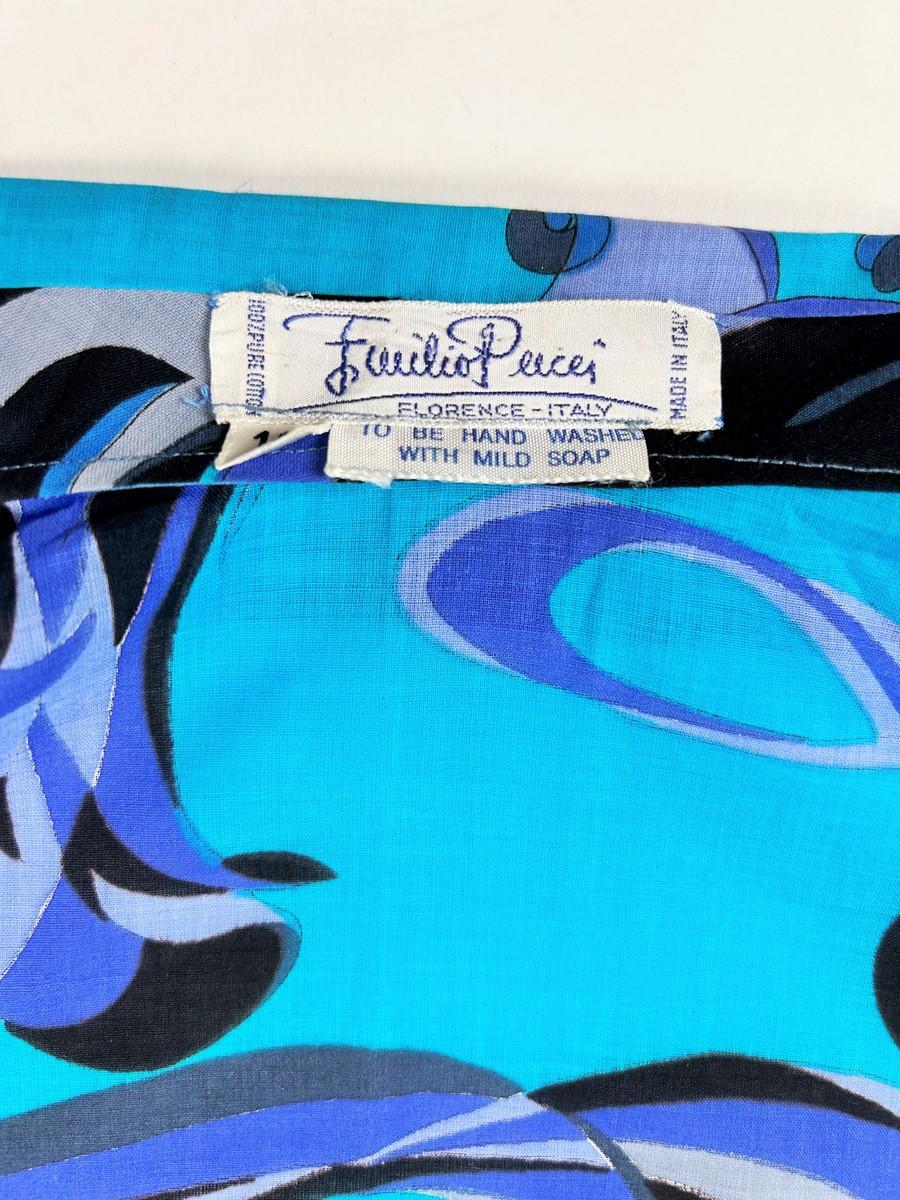 100% PURE COTTON
Emilio Pucci
FLORENCE - ITALY
MADE IN ITALY
TO BE HAND WASHED
WITH MILD SOAP